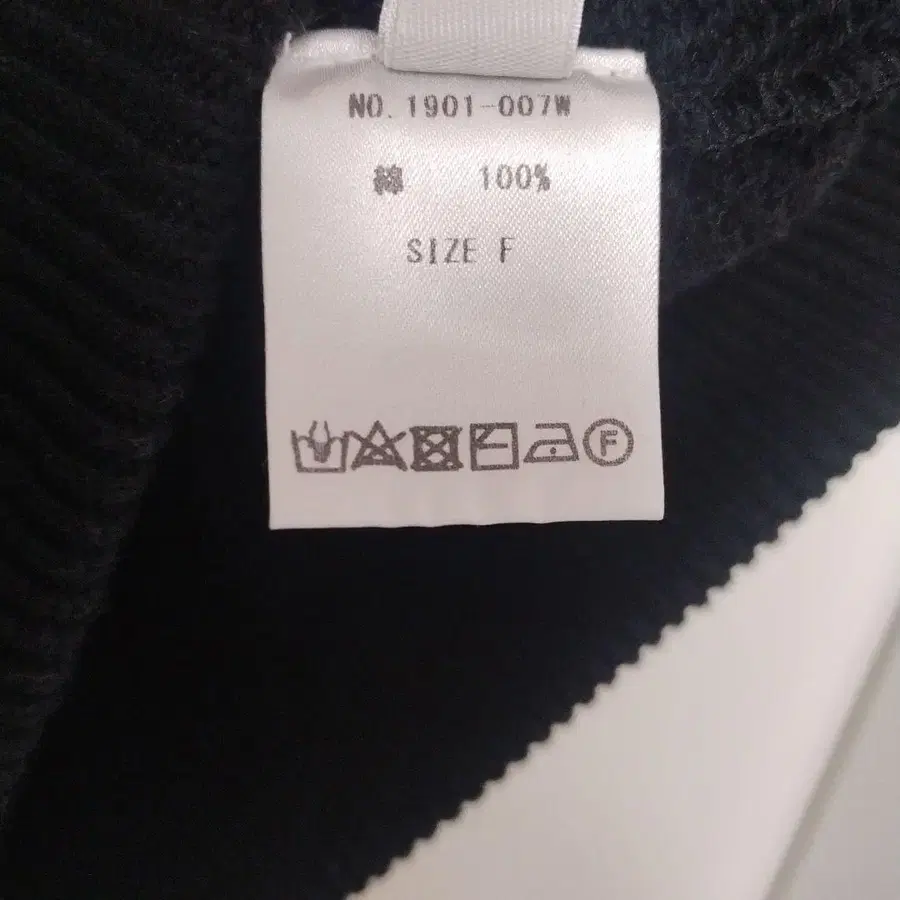 NO. 1901-007W
綿 100%
SIZE F
F